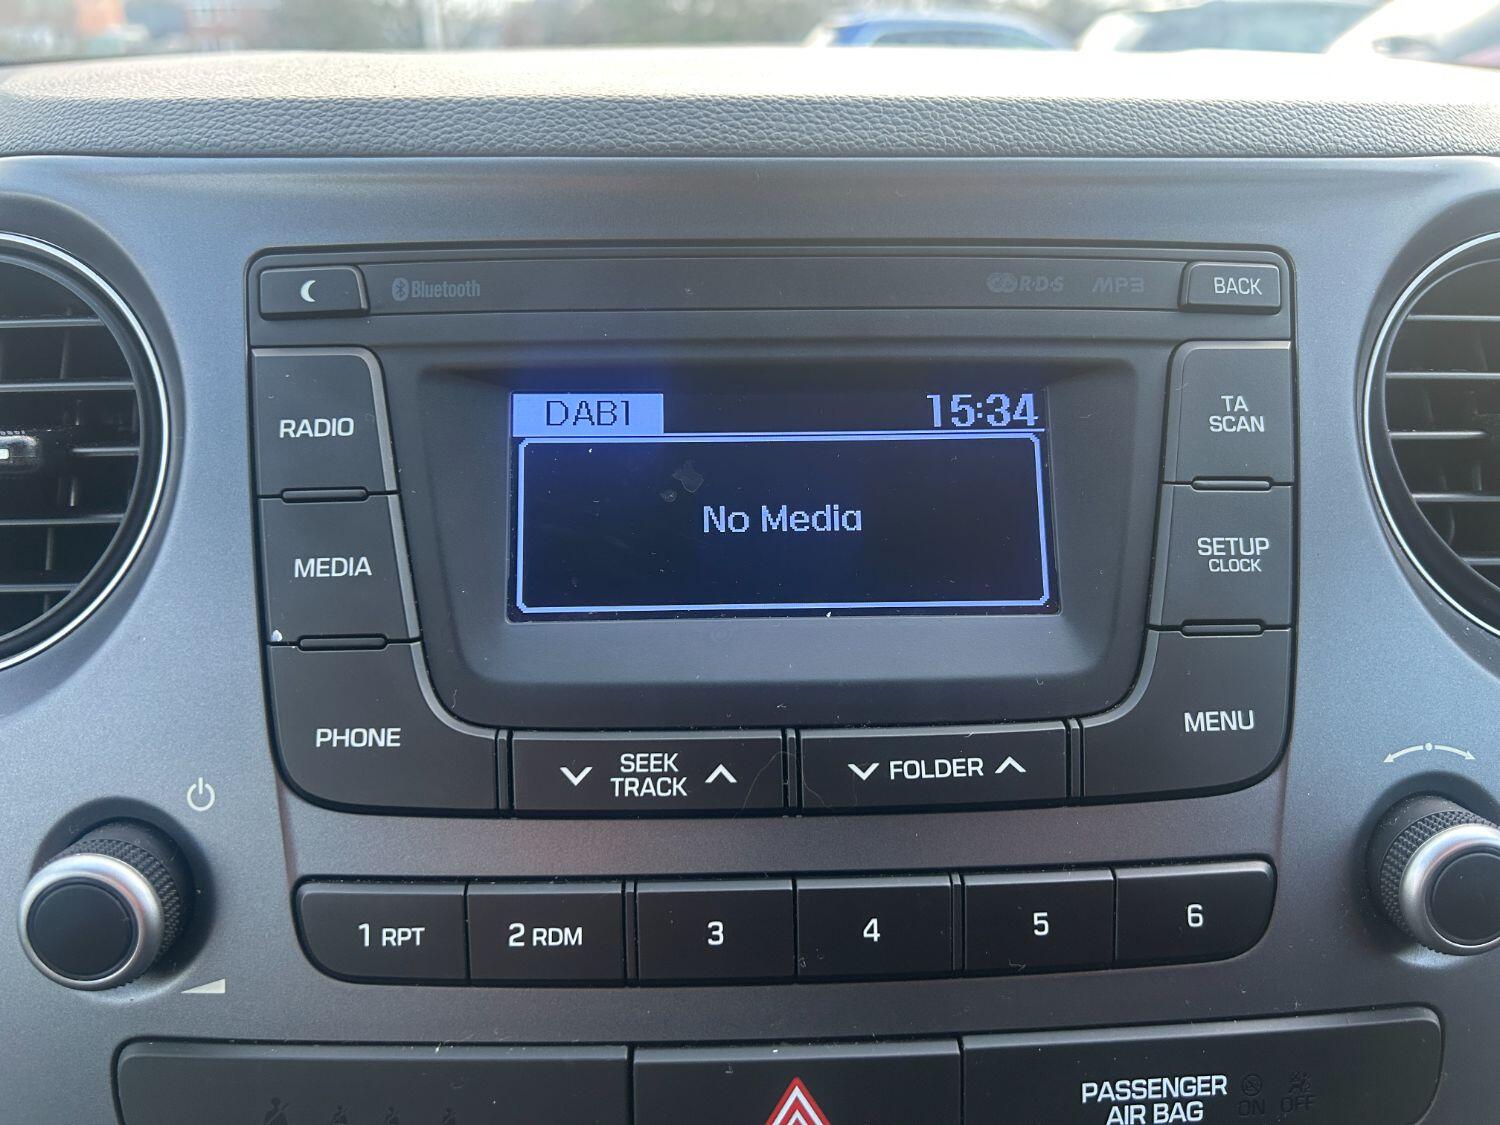 Bluetooth
R·D·S
MP3
BACK
DAB1
15:34
No Media
RADIO
MEDIA
PHONE
TA
SCAN
SETUP
CLOCK
MENU
SEEK
TRACK
FOLDER
1 RPT
2 RDM
3
4
5
6
PASSENGER
AIR BAG
ON
OFF